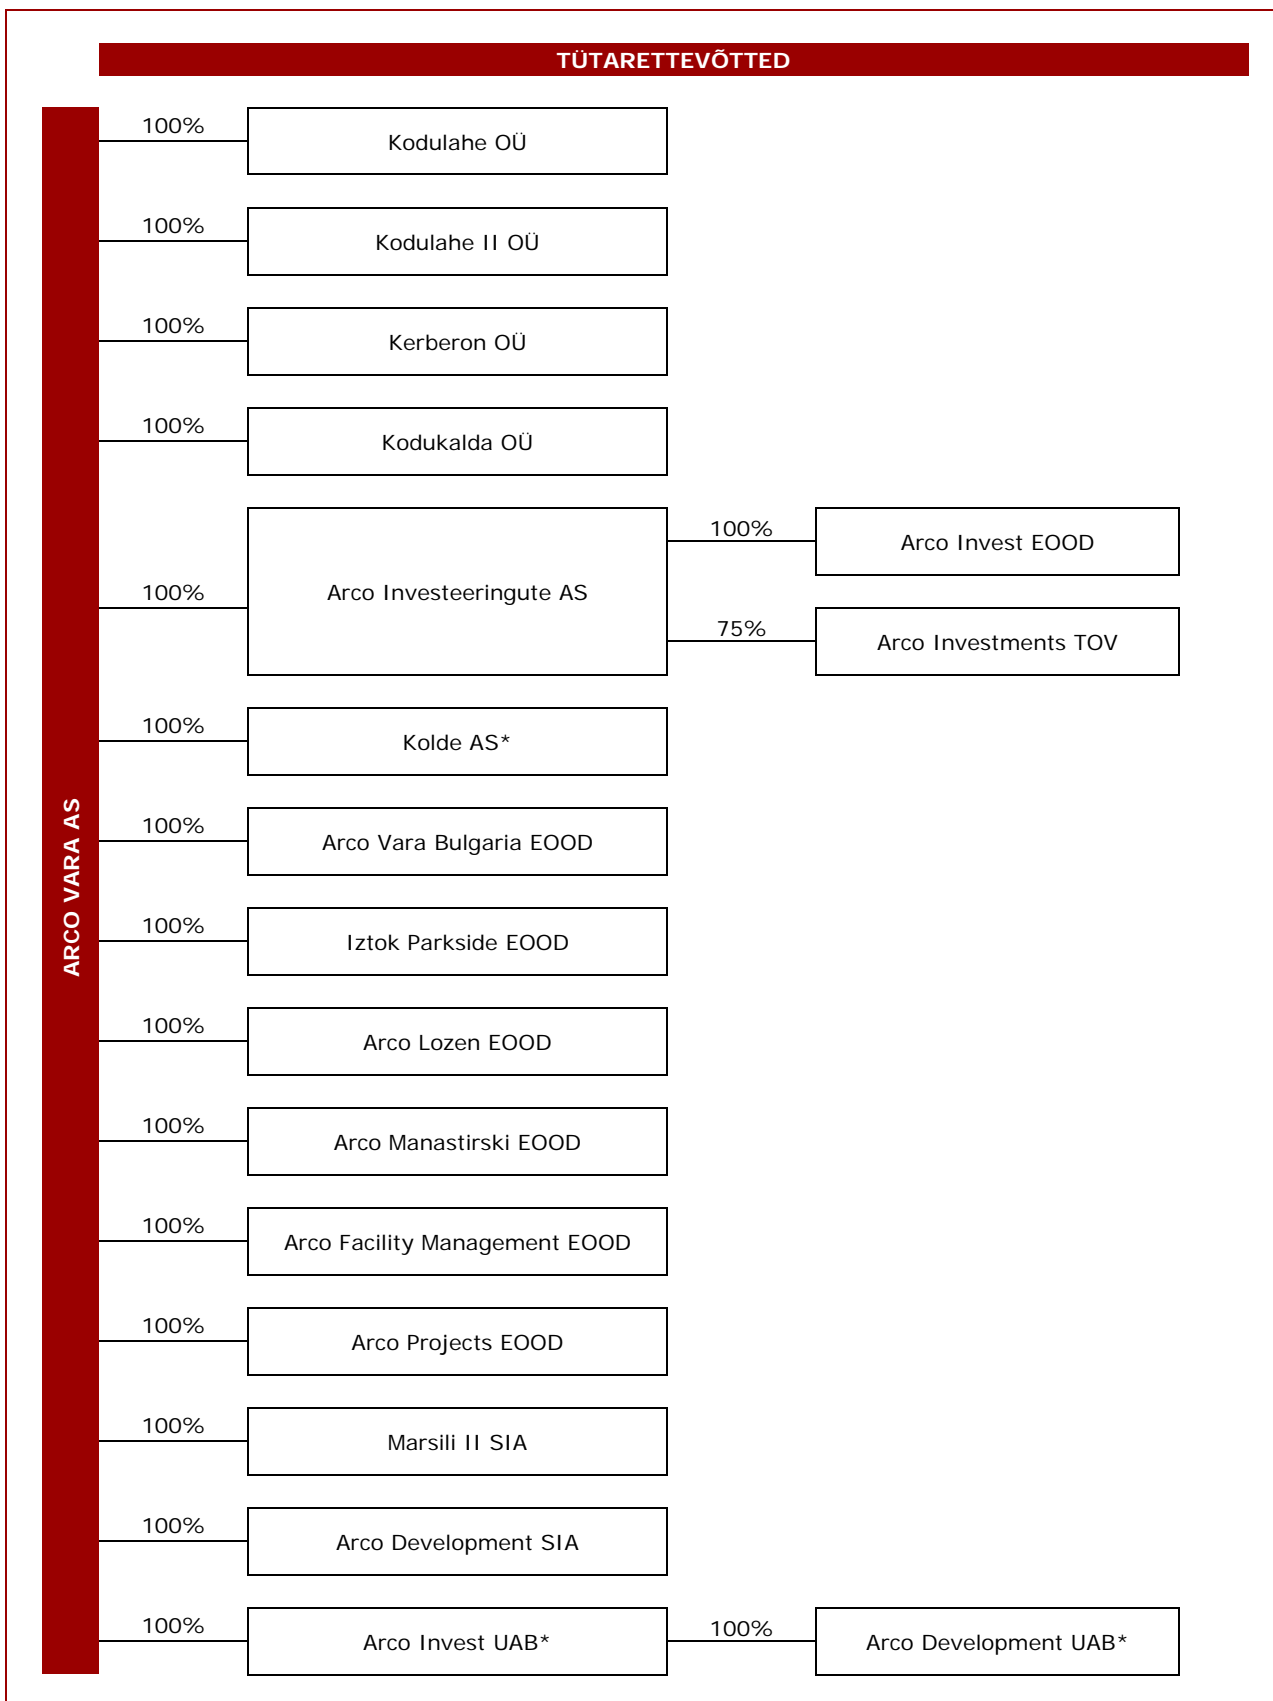 TÜTARETTEVÕTTED
ARCO VARA AS
100%
Kodulahe OÜ
100%
Kodulahe II OÜ
100%
Kerberon OÜ
100%
Kodukalda OÜ
100%
Arco Investeeringute AS
100%
Arco Invest EOOD
75%
Arco Investments TOV
100%
Kolde AS*
100%
Arco Vara Bulgaria EOOD
100%
Iztok Parkside EOOD
100%
Arco Lozen EOOD
100%
Arco Manastirski EOOD
100%
Arco Facility Management EOOD
100%
Arco Projects EOOD
100%
Marsili II SIA
100%
Arco Development SIA
100%
Arco Invest UAB*
100%
Arco Development UAB*